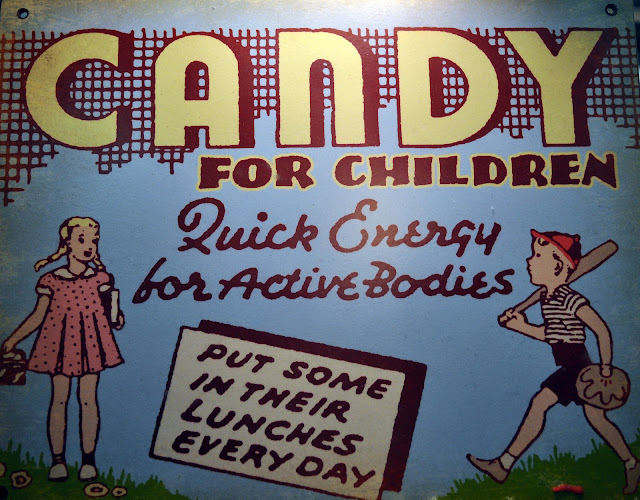 CANDY
FOR CHILDREN
Quick Energy
for Active Bodies
PUT SOME
IN THEIR
LUNCHES
EVERY DAY